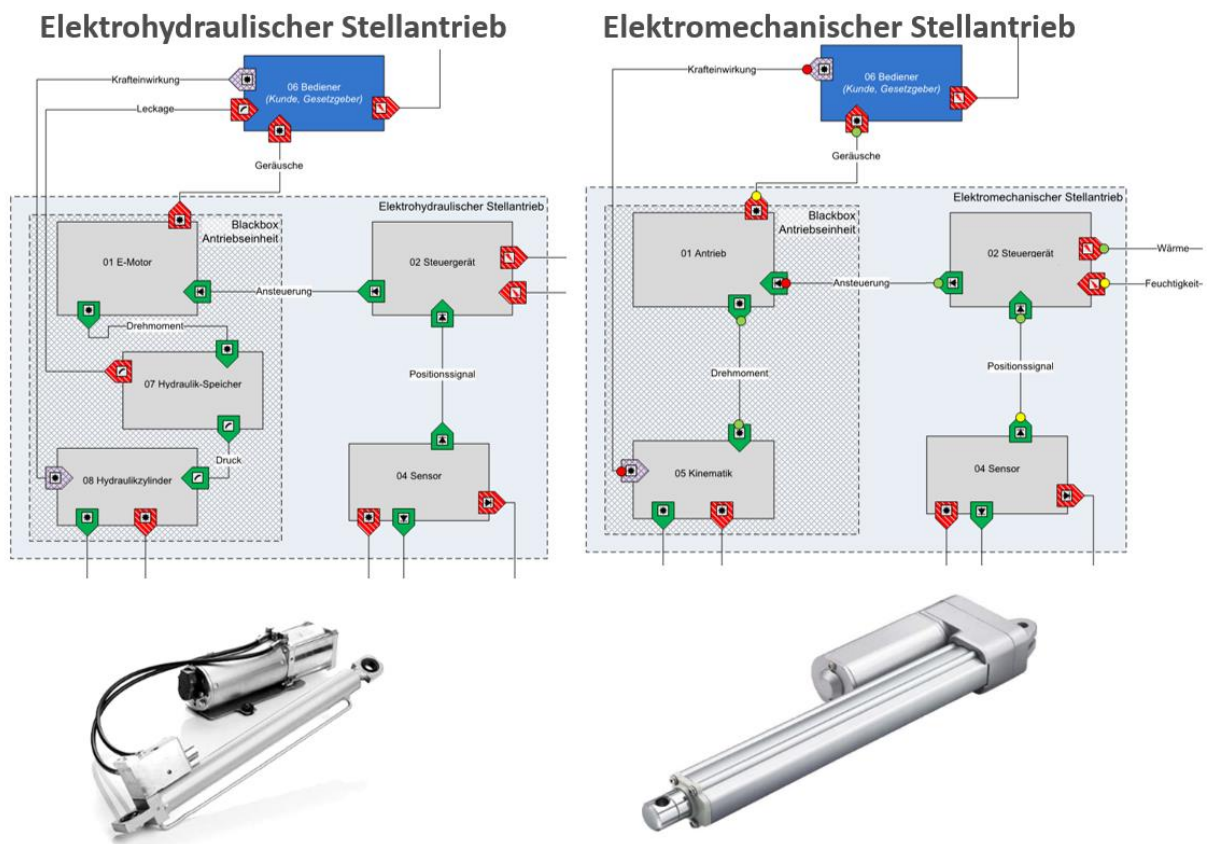 Elektrohydraulischer Stellantrieb
Krafteinwirkung
06 Bediener
(Kunde, Gesetzgeber)
Leckage
Geräusche
Elektrohydraulischer Stellantrieb
Blackbox
Antriebseinheit
01 E-Motor
02 Steuergerät
Ansteuerung
Drehmoment
07 Hydraulik-Speicher
Positionssignal
Druck
08 Hydraulikzylinder
04 Sensor
Elektromechanischer Stellantrieb
Krafteinwirkung
06 Bediener
(Kunde, Gesetzgeber)
Geräusche
Elektromechanischer Stellantrieb
Blackbox
Antriebseinheit
01 Antrieb
02 Steuergerät
Wärme
Ansteuerung
Feuchtigkeit
Drehmoment
Positionssignal
05 Kinematik
04 Sensor